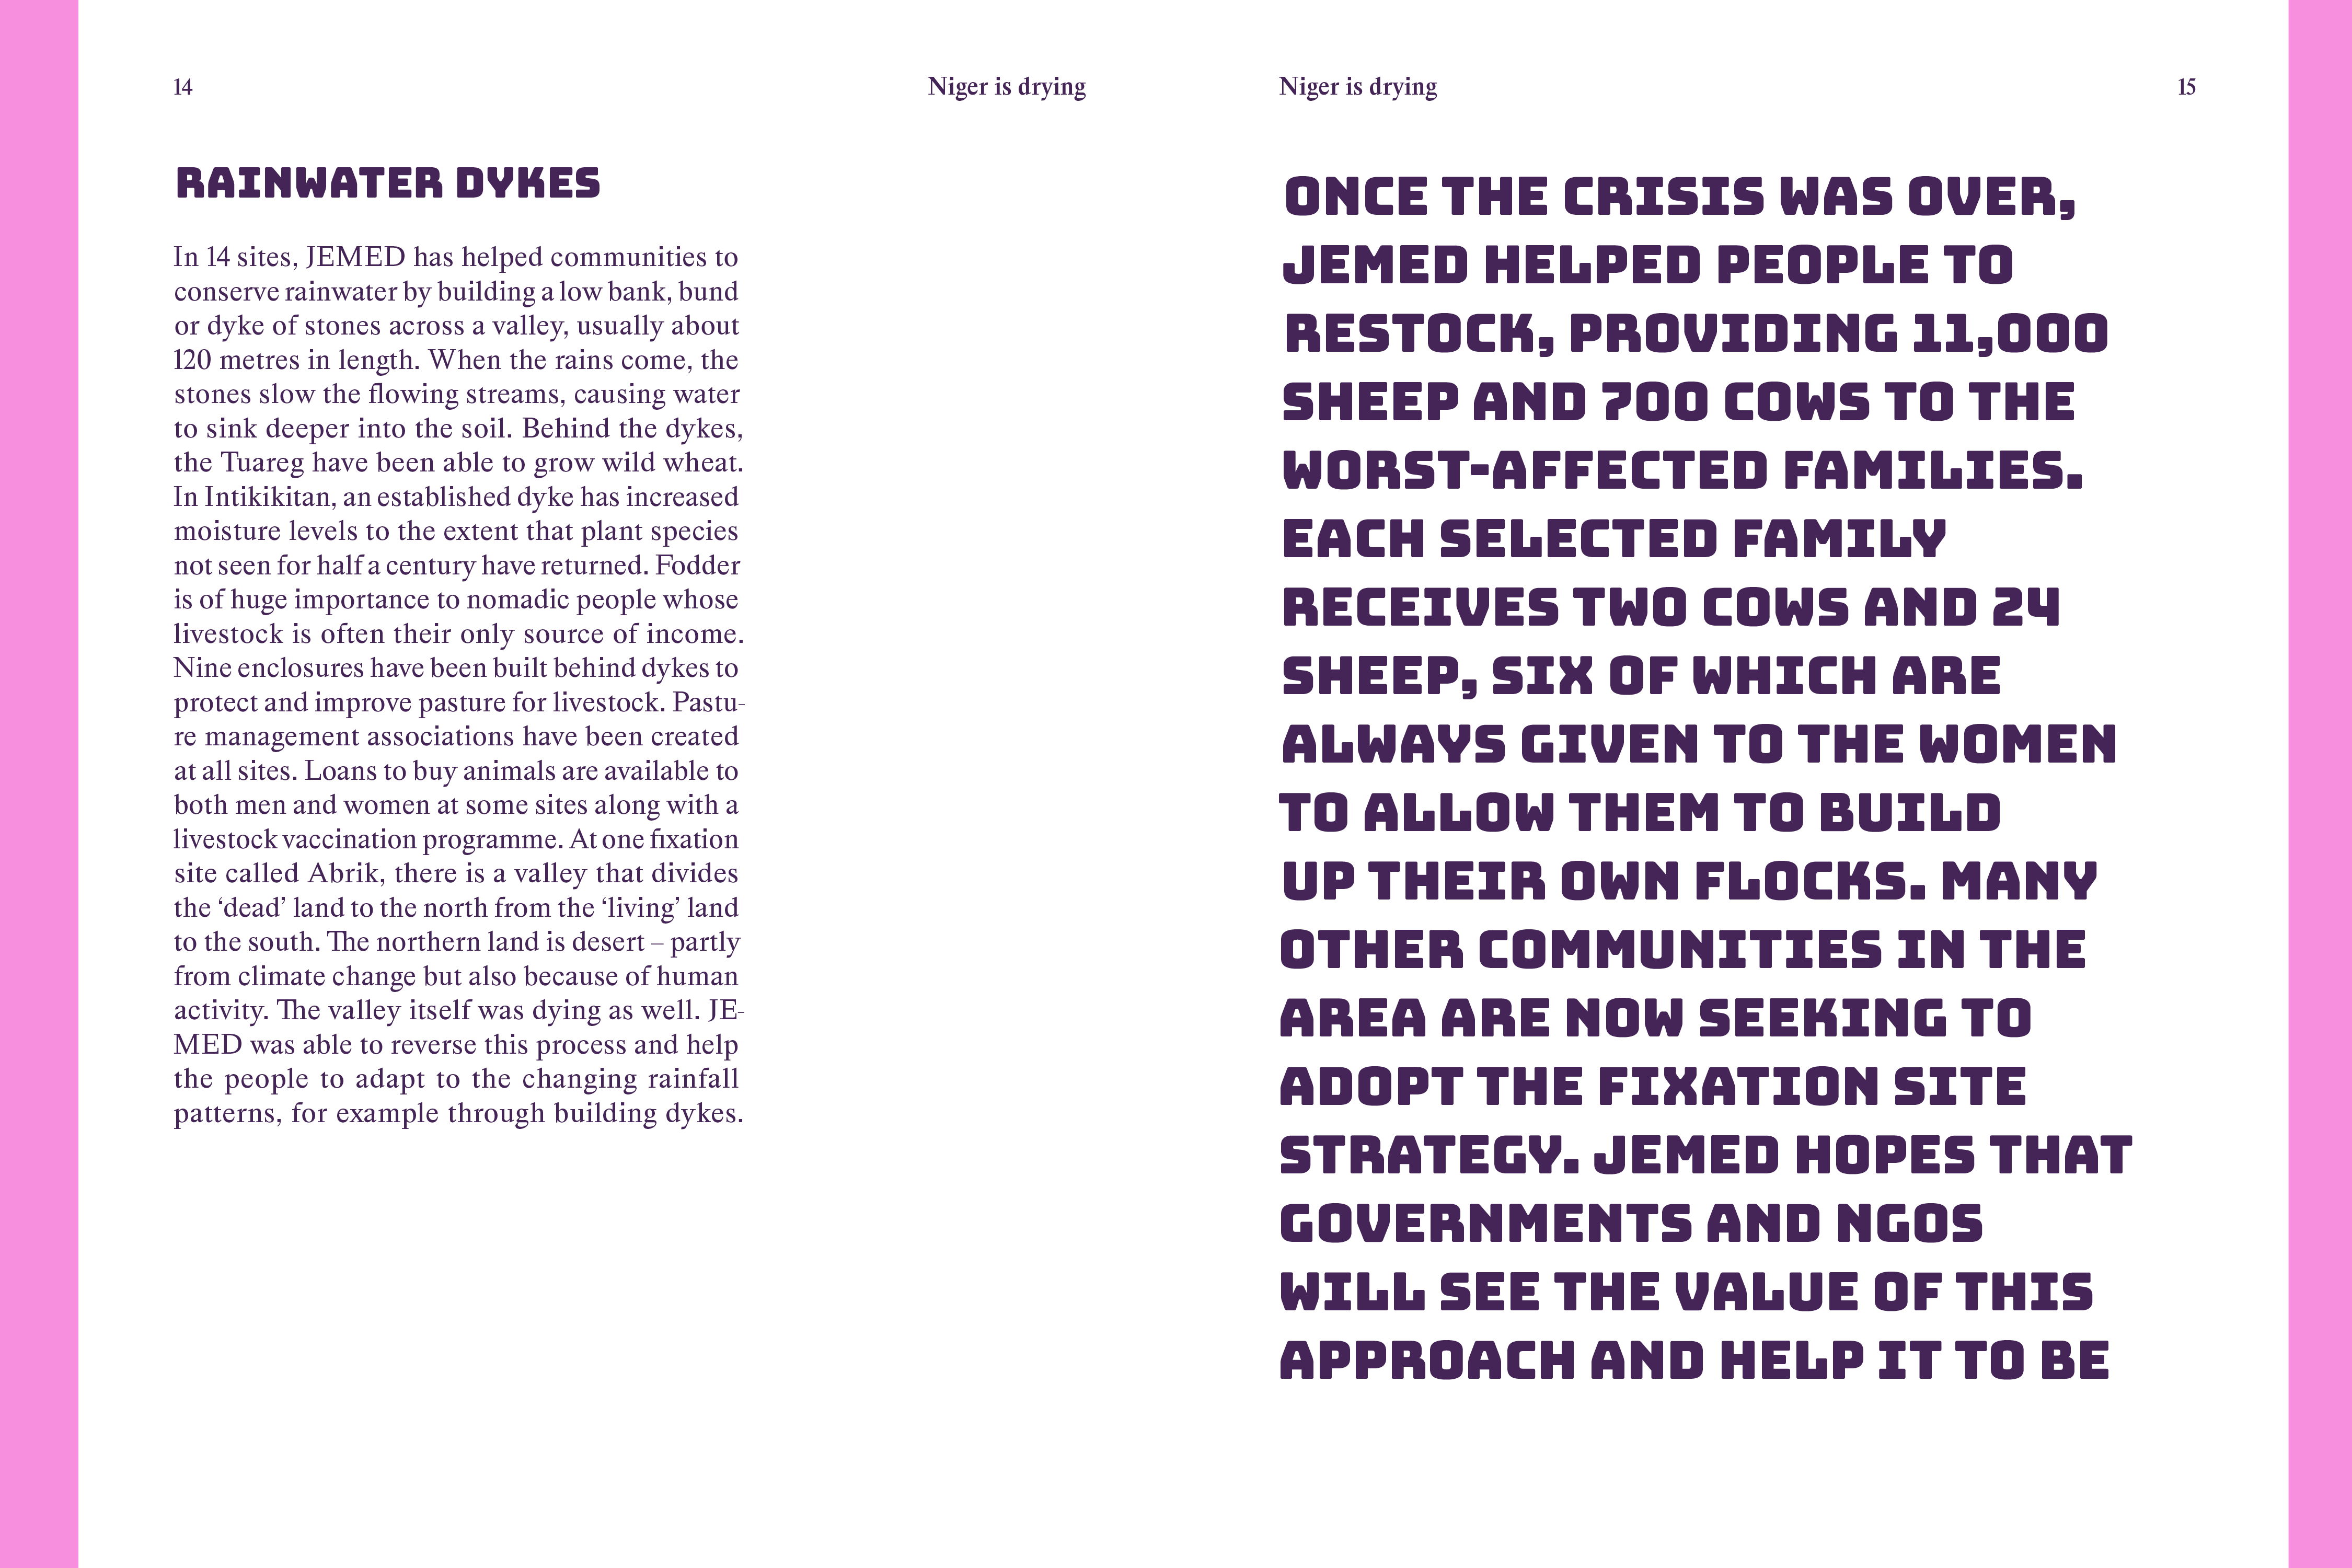 14
Niger is drying
RAINWATER DYKES
In 14 sites, JEMED has helped communities to
conserve rainwater by building a low bank, bund
or dyke of stones across a valley, usually about
120 metres in length. When the rains come, the
stones slow the flowing streams, causing water
to sink deeper into the soil. Behind the dykes,
the Tuareg have been able to grow wild wheat.
In Intikikitan, an established dyke has increased
moisture levels to the extent that plant species
not seen for half a century have returned. Fodder
is of huge importance to nomadic people whose
livestock is often their only source of income.
Nine enclosures have been built behind dykes to
protect and improve pasture for livestock. Pastu-
re management associations have been created
at all sites. Loans to buy animals are available to
both men and women at some sites along with a
livestock vaccination programme. At one fixation
site called Abrik, there is a valley that divides
the ‘dead’ land to the north from the ‘living’ land
to the south. The northern land is desert – partly
from climate change but also because of human
activity. The valley itself was dying as well. JE-
MED was able to reverse this process and help
the people to adapt to the changing rainfall
patterns, for example through building dykes.
Niger is drying
15
ONCE THE CRISIS WAS OVER,
JEMED HELPED PEOPLE TO
RESTOCK, PROVIDING 11,000
SHEEP AND 700 COWS TO THE
WORST-AFFECTED FAMILIES.
EACH SELECTED FAMILY
RECEIVES TWO COWS AND 24
SHEEP, SIX OF WHICH ARE
ALWAYS GIVEN TO THE WOMEN
TO ALLOW THEM TO BUILD
UP THEIR OWN FLOCKS. MANY
OTHER COMMUNITIES IN THE
AREA ARE NOW SEEKING TO
ADOPT THE FIXATION SITE
STRATEGY. JEMED HOPES THAT
GOVERNMENTS AND NGOS
WILL SEE THE VALUE OF THIS
APPROACH AND HELP IT TO BE